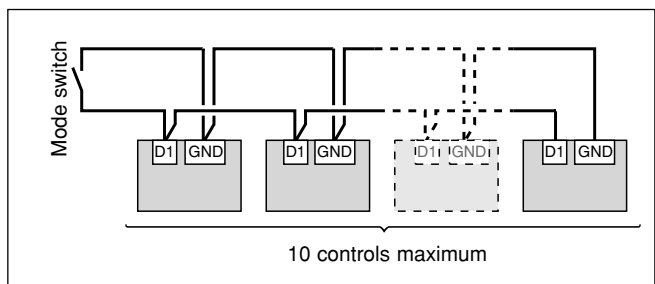 Mode switch
D1 GND D1 GND D1 GND D1 GND
10 controls maximum